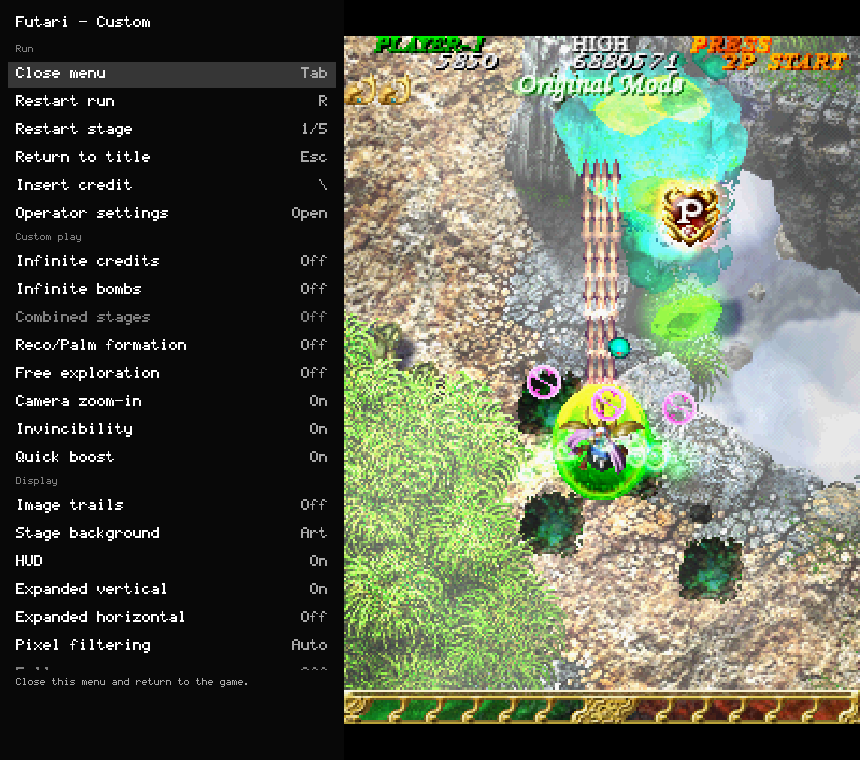 Futari - Custom
Run
Close menu Tab
Restart run R
Restart stage 1/5
Return to title Esc
Insert credit \
Operator settings Open
Custom play
Infinite credits Off
Infinite bombs Off
Combined stages Off
Reco/Palm formation Off
Free exploration Off
Camera zoom-in On
Invincibility On
Quick boost On
Display
Image trails Off
Stage background Art
HUD On
Expanded vertical On
Expanded horizontal Off
Pixel filtering Auto
Close this menu and return to the game.
PLAYER-1 HIGH PRESS
5850 6880571 2P START
Original Mode
P